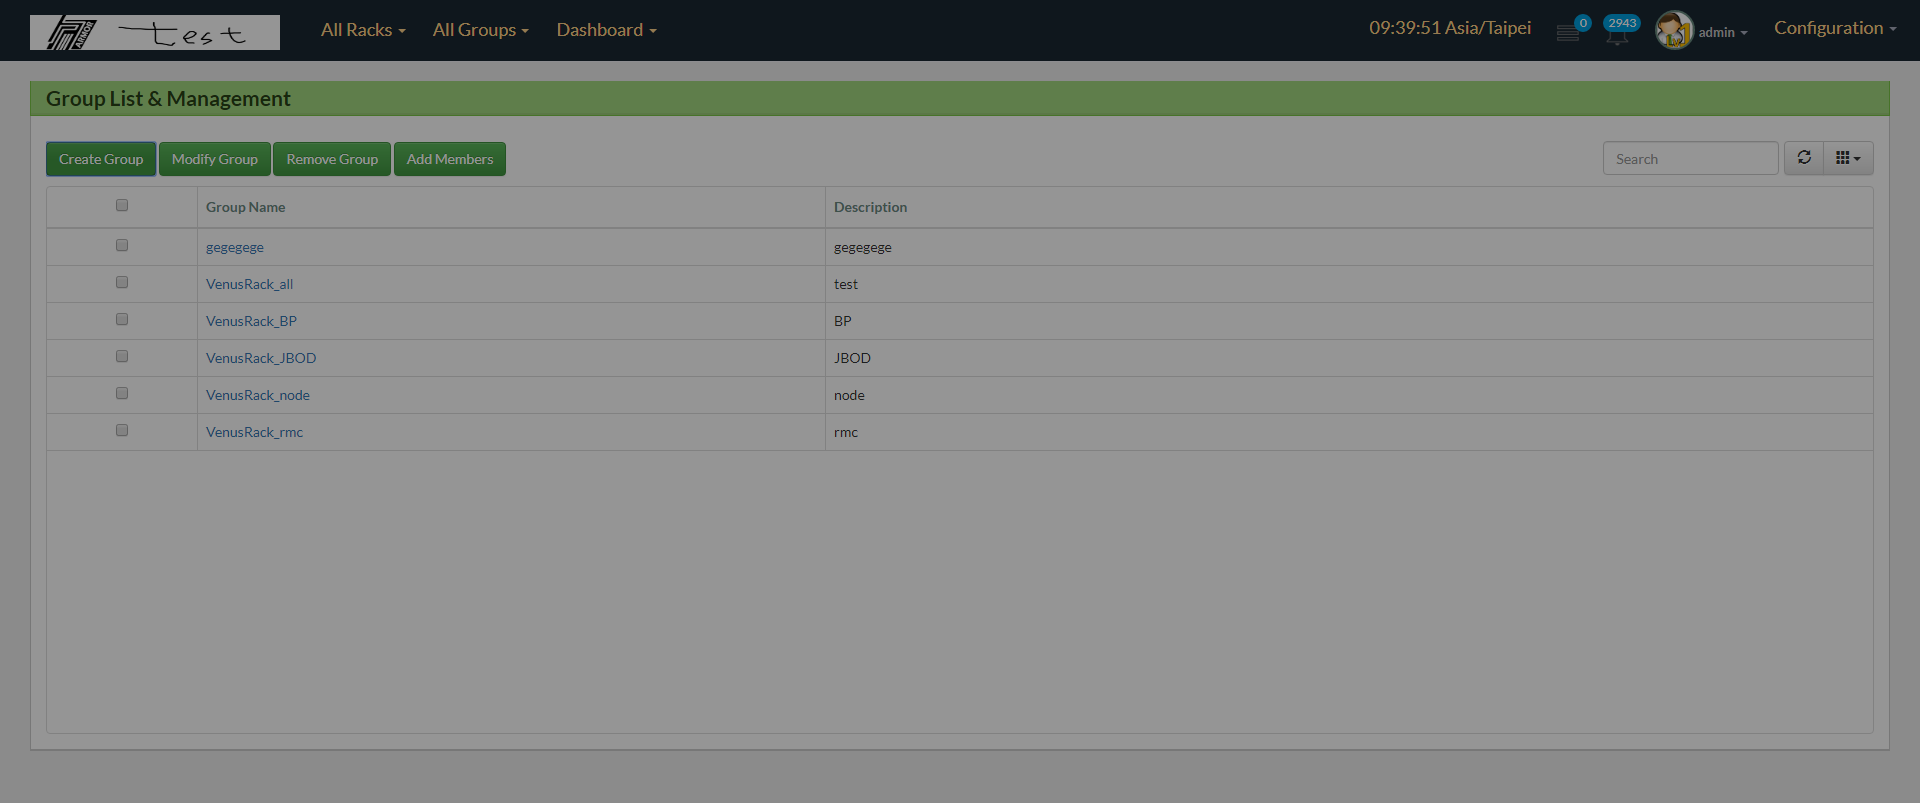 ARMOR test All Racks All Groups Dashboard 09:39:51 Asia/Taipei 0 2943 Lv1 admin Configuration
Group List & Management
Create Group Modify Group Remove Group Add Members Search
Group Name Description
gegegege gegegege
VenusRack_all test
VenusRack_BP BP
VenusRack_JBOD JBOD
VenusRack_node node
VenusRack_rmc rmc